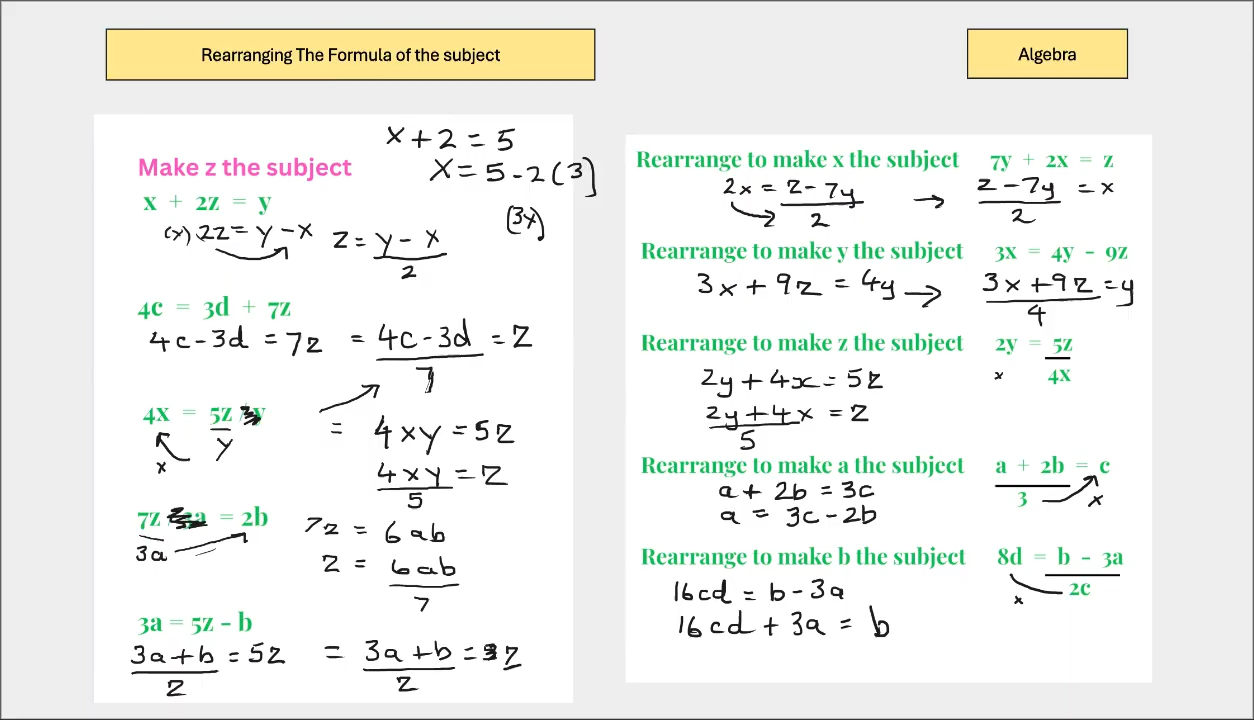 Rearranging The Formula of the subject
Algebra
x + 2 = 5
x = 5 - 2 (3)
(3x)
Make z the subject
x + 2z = y
(x) 2z = y - x
z = y - x / 2
4c = 3d + 7z
4c - 3d = 7z = 4c - 3d / 7 = z
4x = 5z / y
x
= 4xy = 5z
4xy / 5 = z
7z / 3a = 2b
7z = 6ab
z = 6ab / 7
3a = 5z - b
3a + b / 2 = 5z = 3a + b / 2 = z
Rearrange to make x the subject 7y + 2x = z
2x = z - 7y / 2 → z - 7y / 2 = x
Rearrange to make y the subject 3x = 4y - 9z
3x + 9z = 4y → 3x + 9z / 4 = y
Rearrange to make z the subject 2y = 5z / 4x
x
2y + 4x = 5z
2y + 4x / 5 = z
Rearrange to make a the subject a + 2b / 3 = c
x
a + 2b = 3c
a = 3c - 2b
Rearrange to make b the subject 8d = b - 3a / 2c
x
16cd = b - 3a
16cd + 3a = b